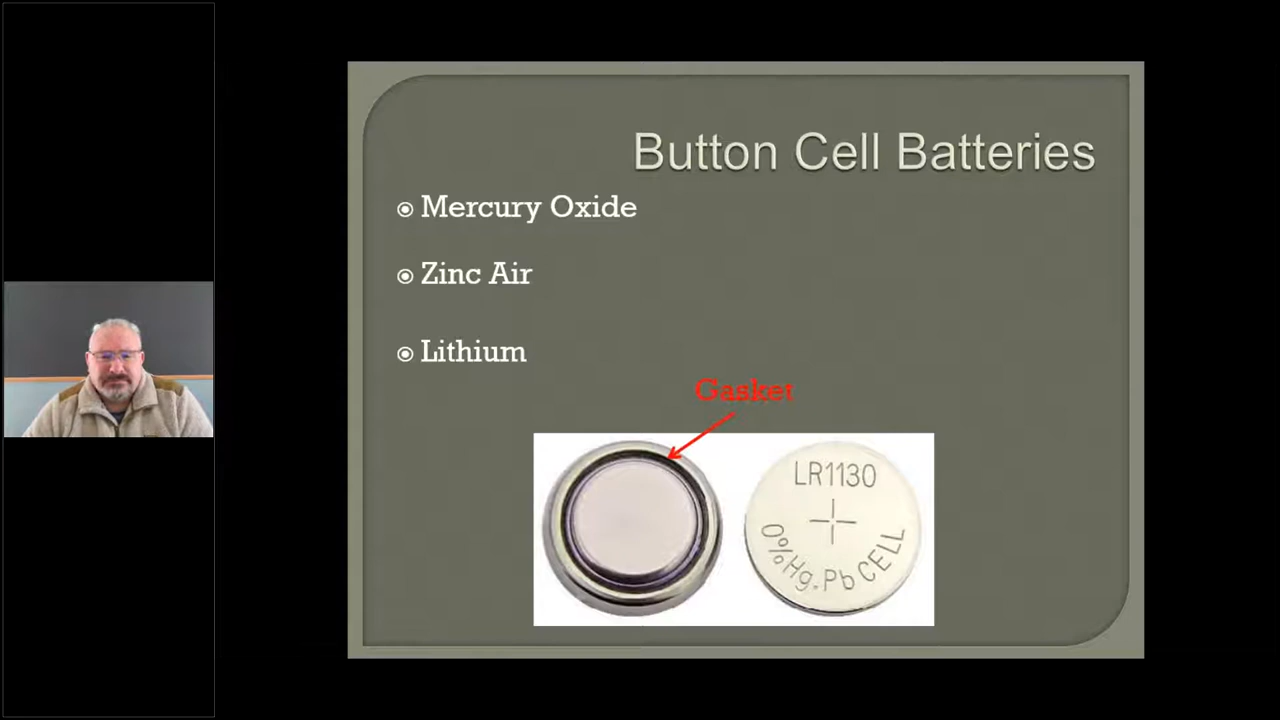 Button Cell Batteries
Mercury Oxide
Zinc Air
Lithium
Gasket
LR1130
0%Hg.Pb CELL